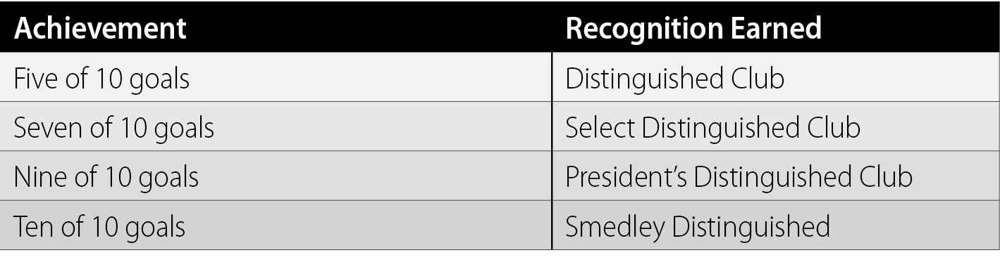 Achievement Recognition Earned
Five of 10 goals Distinguished Club
Seven of 10 goals Select Distinguished Club
Nine of 10 goals President’s Distinguished Club
Ten of 10 goals Smedley Distinguished